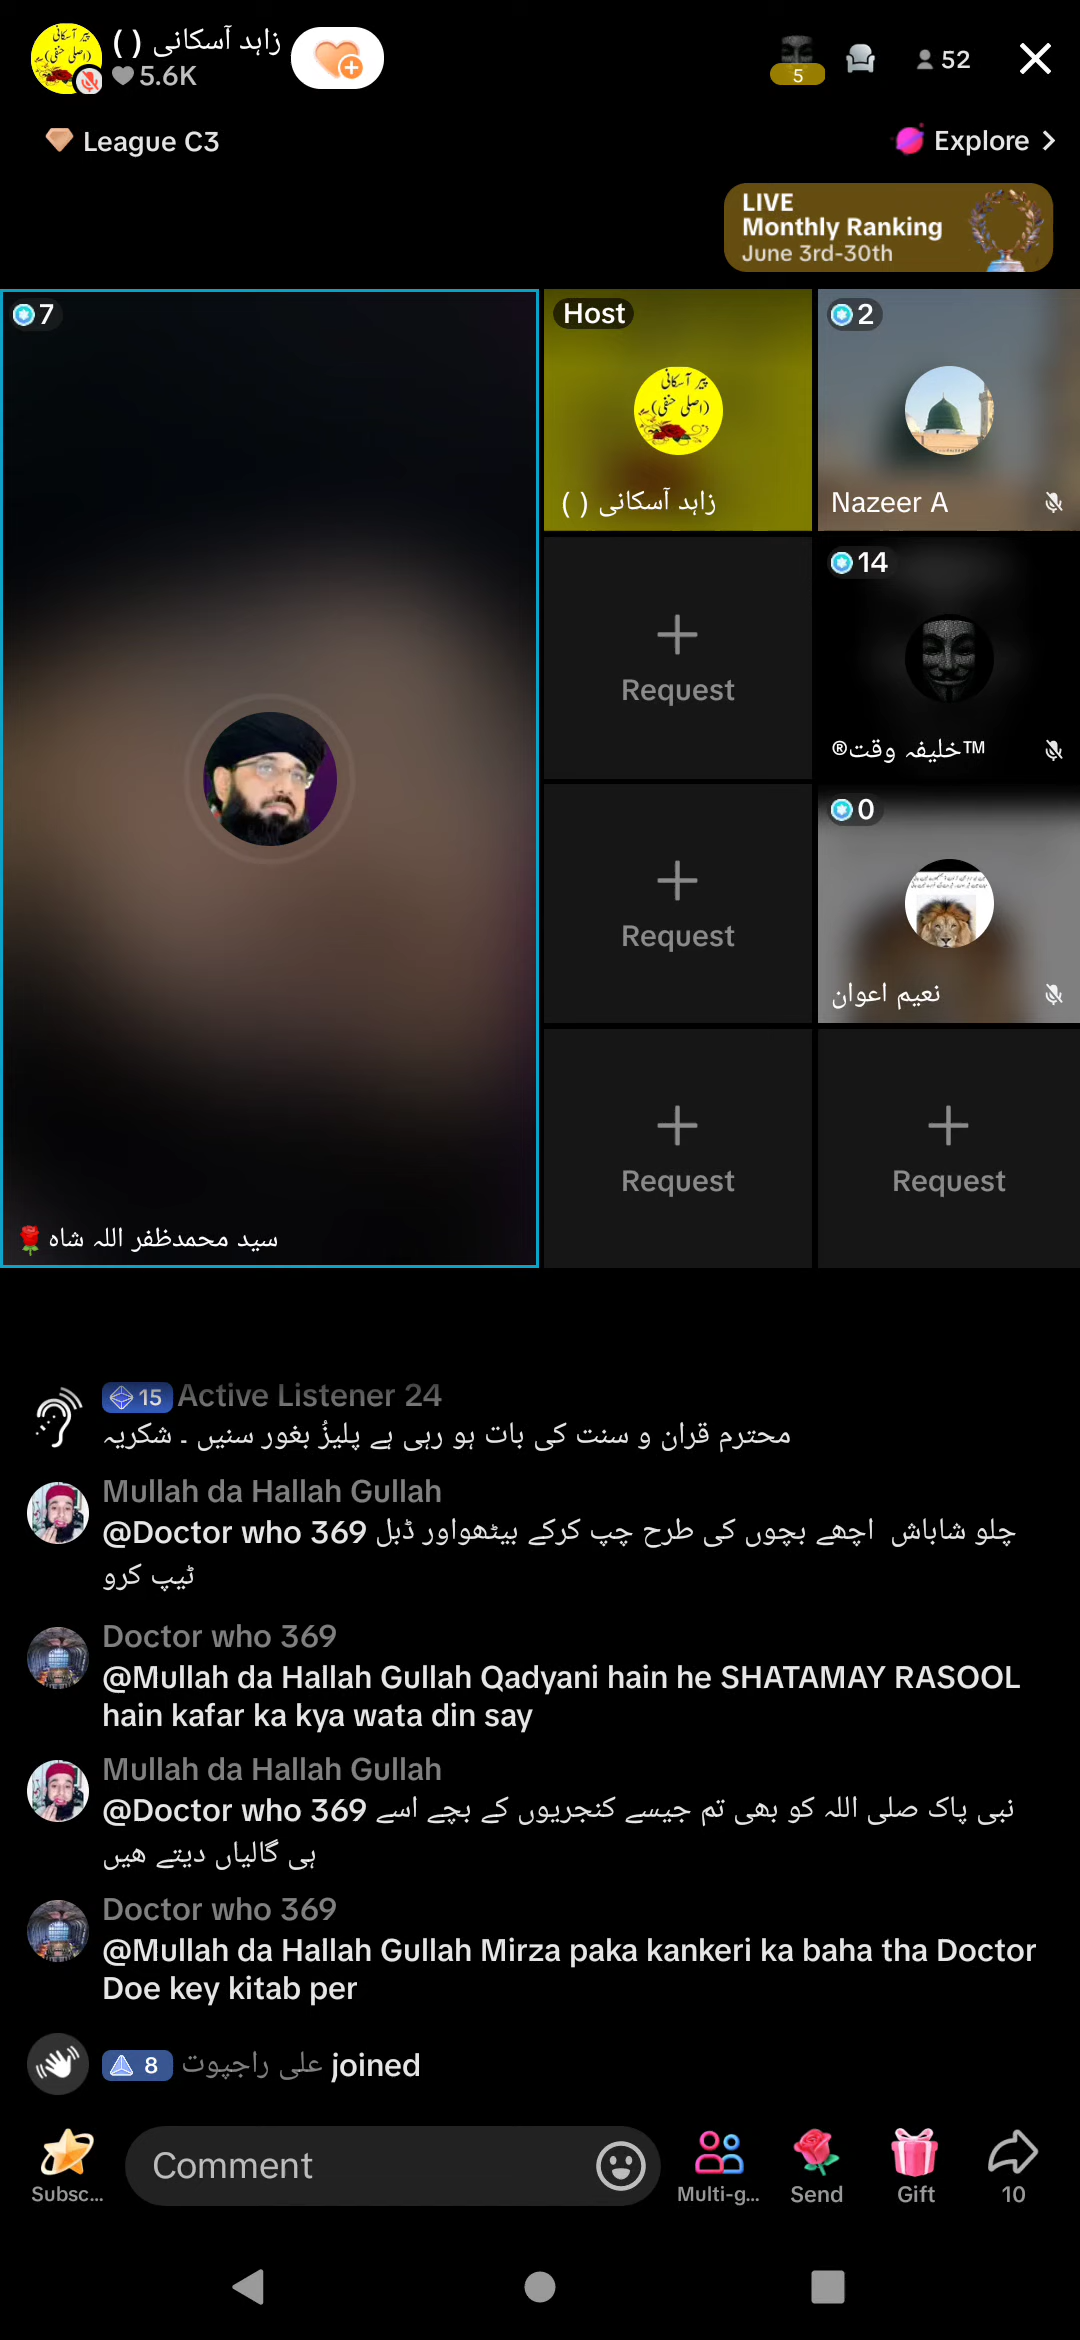 زاہد آسکانی ( )
5.6K
5
52
League C3
Explore
LIVE
Monthly Ranking
June 3rd-30th
7
سید محمدظفر اللہ شاہ🌹
Host
پیر آسکانی
(اصلی حنفی)
زاہد آسکانی ( )
2
Nazeer A
Request
14
™خلیفہ وقت®
Request
0
نعیم اعوان
Request
Request
15 Active Listener 24
محترم قران و سنت کی بات ہو رہی ہے پلیزُ بغور سنیں ۔ شکریہ
Mullah da Hallah Gullah
@Doctor who 369 چلو شاباش اچھے بچوں کی طرح چپ کرکے بیٹھواور ڈبل
ٹیپ کرو
Doctor who 369
@Mullah da Hallah Gullah Qadyani hain he SHATAMAY RASOOL
hain kafar ka kya wata din say
Mullah da Hallah Gullah
@Doctor who 369 نبی پاک صلی اللہ کو بھی تم جیسے کنجریوں کے بچے اسے
ہی گالیاں دیتے ھیں
Doctor who 369
@Mullah da Hallah Gullah Mirza paka kankeri ka baha tha Doctor
Doe key kitab per
8 علی راجپوت joined
Subsc...
Comment
Multi-g...
Send
Gift
10